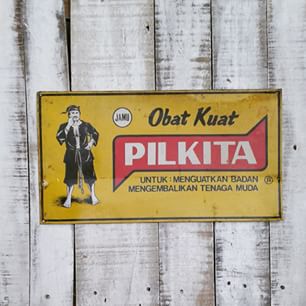 JAMU
Obat Kuat
PILKITA
UNTUK : MENGUATKAN BADAN ®
MENGEMBALIKAN TENAGA MUDA